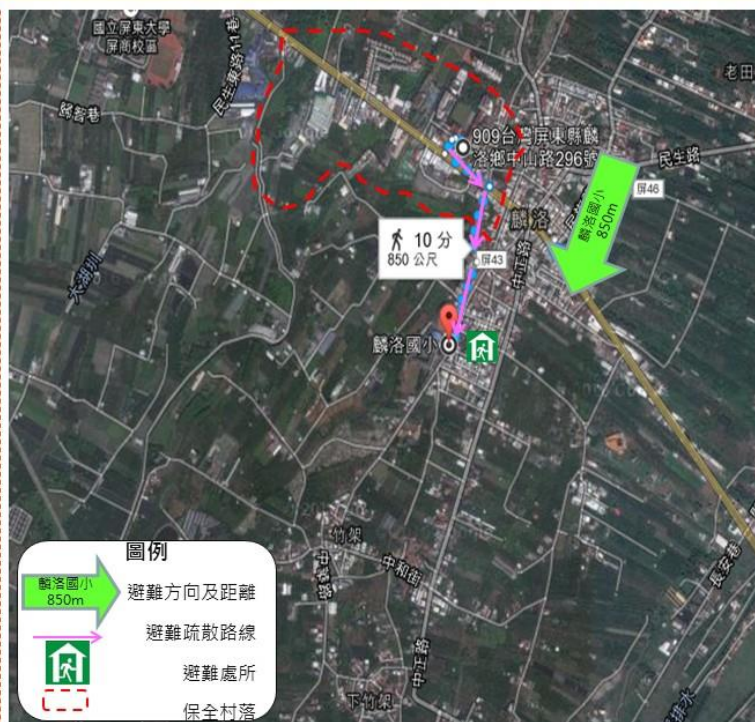 國立屏東大學
屏商校區
民生東路11巷
歸智巷
老田
909台灣屏東縣麟
洛鄉中山路296號
民生路
屏46
麟洛國小
850m
麟洛
10 分
850 公尺
屏43
中正路
太湖圳
麟洛國小
竹架
中華路
中和街
長安巷
中正路
下竹架
排水
圖例
麟洛國小
850m
避難方向及距離
避難疏散路線
避難處所
保全村落